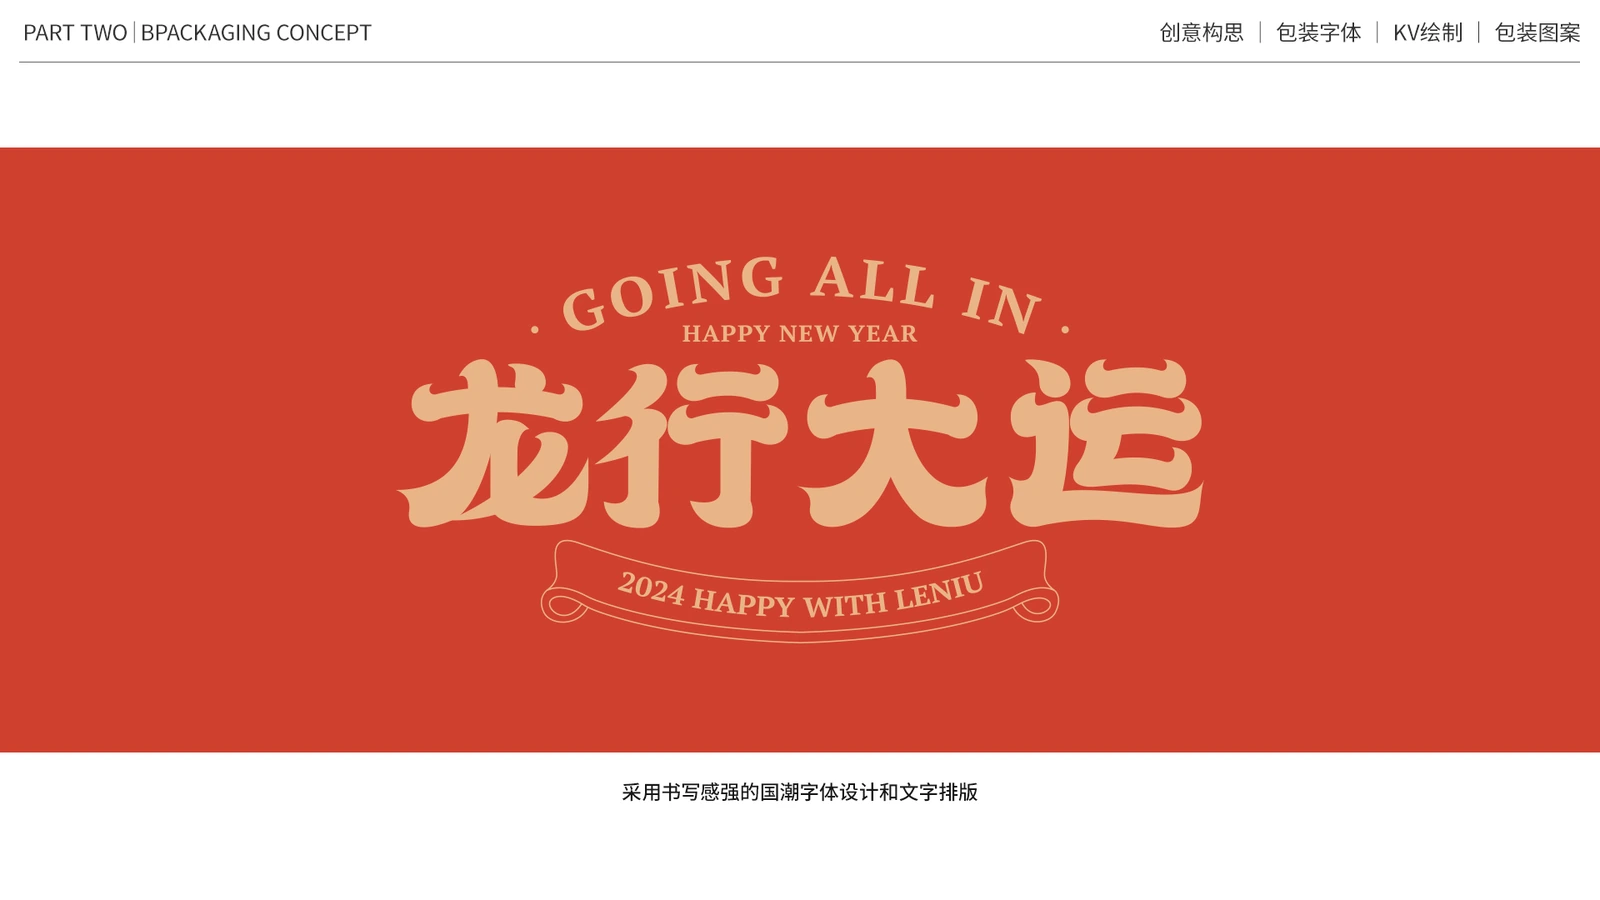 PART TWO | BPACKAGING CONCEPT
创意构思 | 包装字体 | KV绘制 | 包装图案
· GOING ALL IN ·
HAPPY NEW YEAR
龙行大运
2024 HAPPY WITH LENIU
采用书写感强的国潮字体设计和文字排版